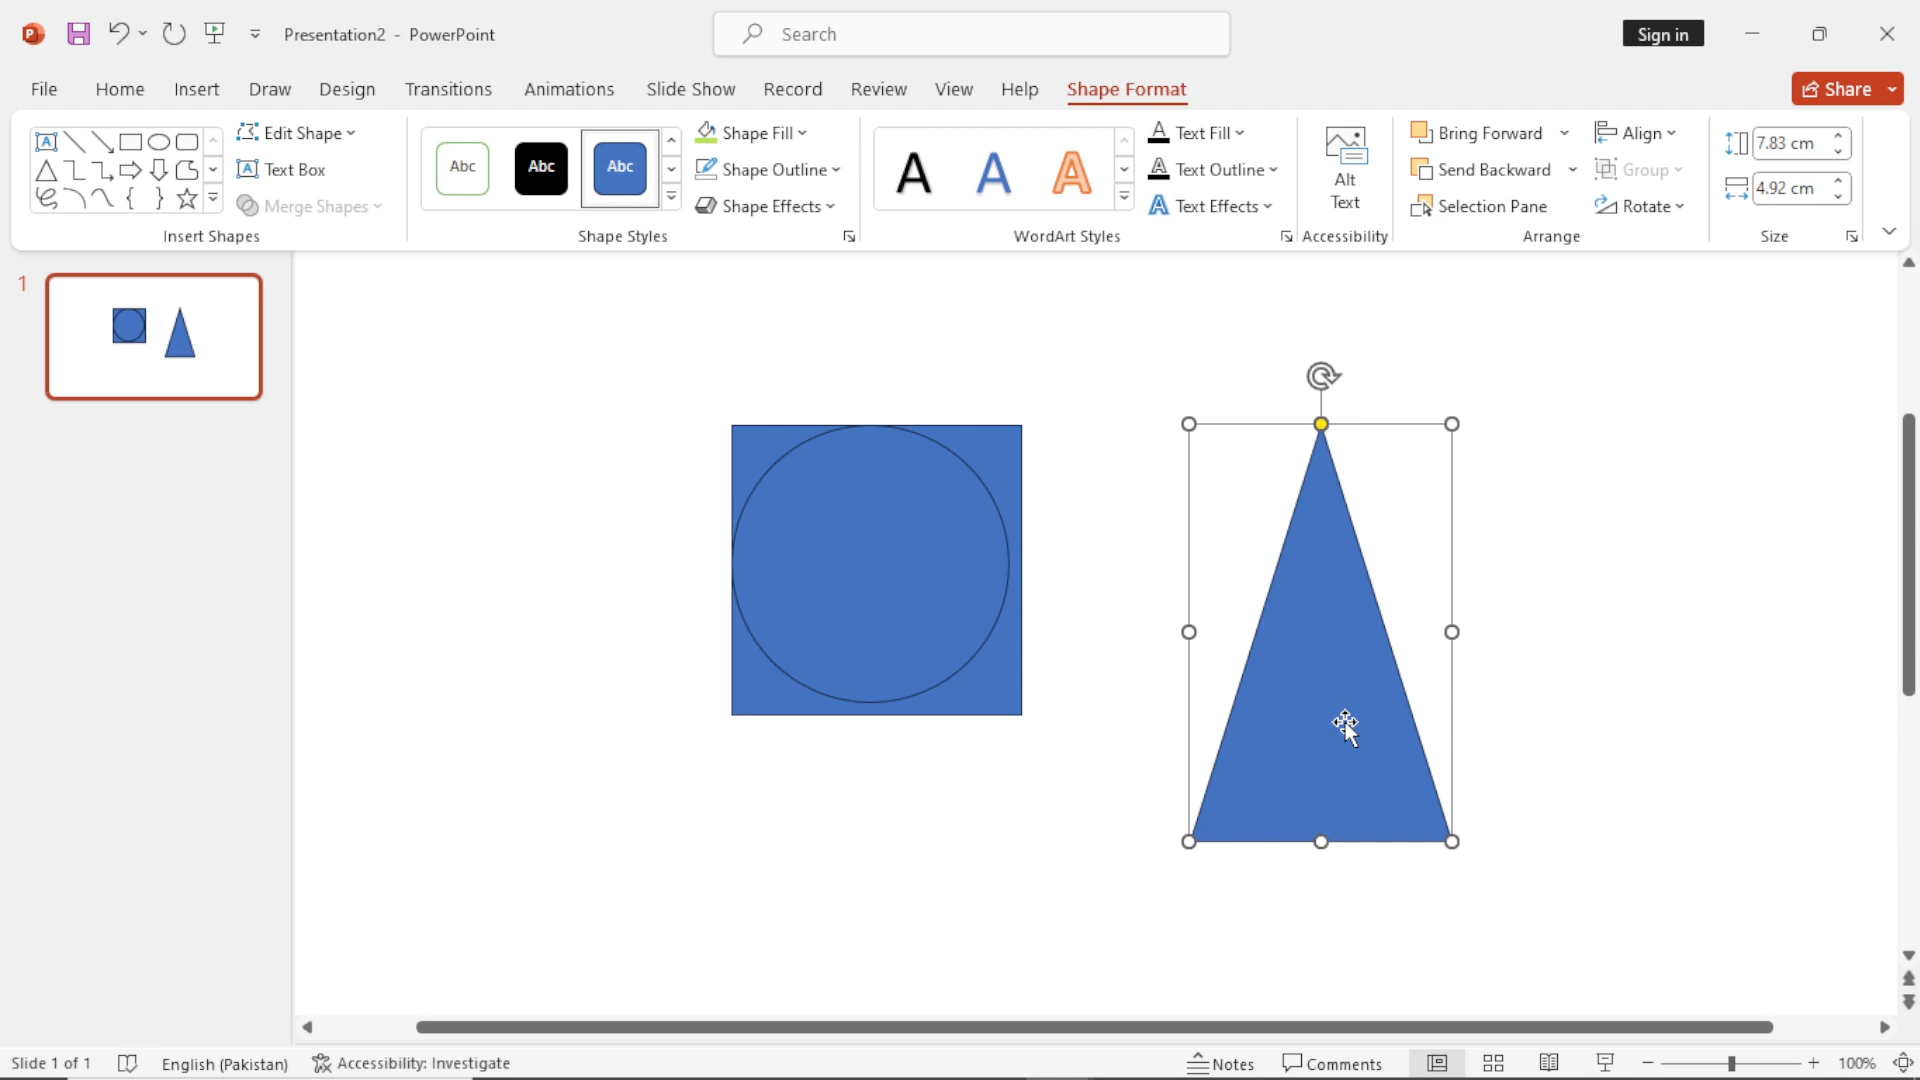 Presentation2 - PowerPoint
Search
Sign in
File Home Insert Draw Design Transitions Animations Slide Show Record Review View Help Shape Format
Share
Edit Shape
Text Box
Merge Shapes
Insert Shapes
Abc Abc Abc
Shape Fill
Shape Outline
Shape Effects
Shape Styles
A A A
Text Fill
Text Outline
Text Effects
WordArt Styles
Alt
Text
Accessibility
Bring Forward
Send Backward
Selection Pane
Align
Group
Rotate
Arrange
7.83 cm
4.92 cm
Size
1
Slide 1 of 1 English (Pakistan) Accessibility: Investigate Notes Comments 100%